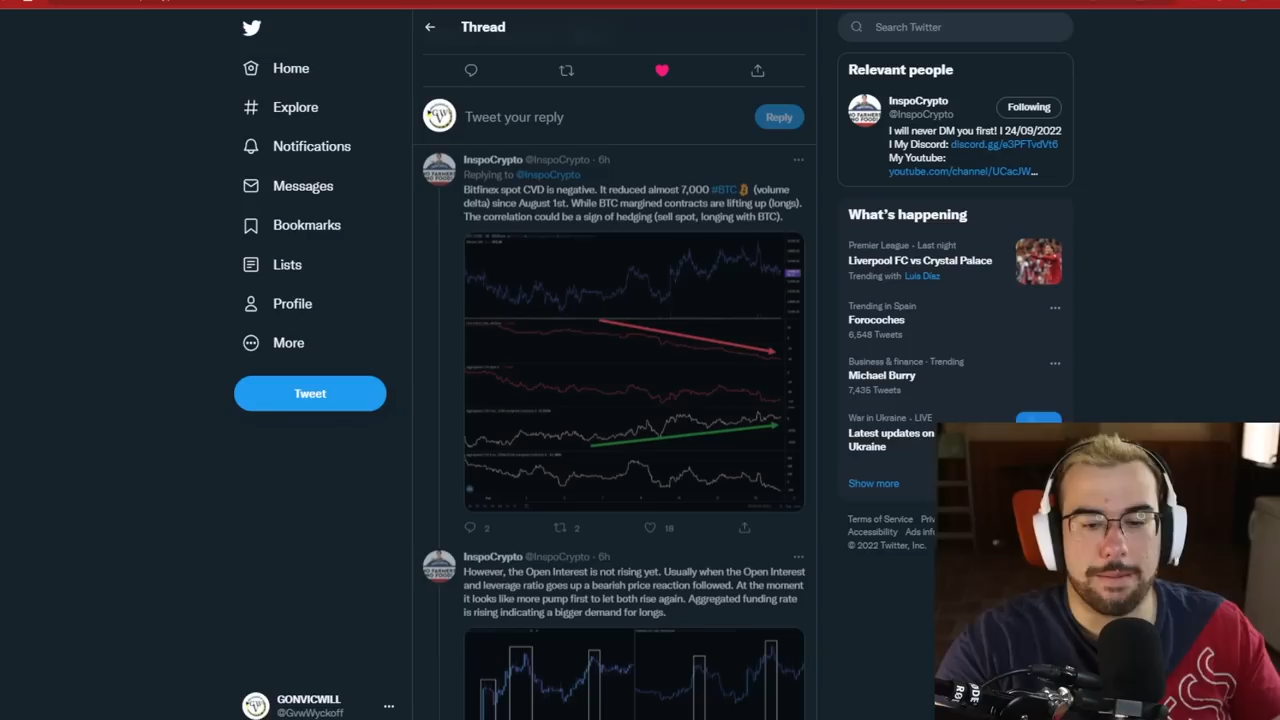 Thread
Search Twitter
Home
Explore
Notifications
Messages
Bookmarks
Lists
Profile
More
Tweet
GONVICWILL
@GvwWyckoff
Tweet your reply
Reply
InspoCrypto @InspoCrypto · 6h
Replying to @InspoCrypto
Bitfinex spot CVD is negative. It reduced almost 7,000 #BTC (volume
delta) since August 1st. While BTC margined contracts are lifting up (longs).
The correlation could be a sign of hedging (sell spot, longing with BTC).
2
2
18
InspoCrypto @InspoCrypto · 6h
However, the Open Interest is not rising yet. Usually when the Open Interest
and leverage ratio goes up a bearish price reaction followed. At the moment
it looks like more pump first to let both rise again. Aggregated funding rate
is rising indicating a bigger demand for longs.
Relevant people
InspoCrypto
@InspoCrypto
Following
I will never DM you first! I 24/09/2022
I My Discord: discord.gg/e3PFTvdVt6
My Youtube:
youtube.com/channel/UCacJW...
What's happening
Premier League · Last night
Liverpool FC vs Crystal Palace
Trending with Luis Díaz
Trending in Spain
Forocoches
6,548 Tweets
Business & finance · Trending
Michael Burry
7,435 Tweets
War in Ukraine · LIVE
Latest updates on
Ukraine
Show more
Terms of Service
Accessibility
© 2022 Twitter, Inc.